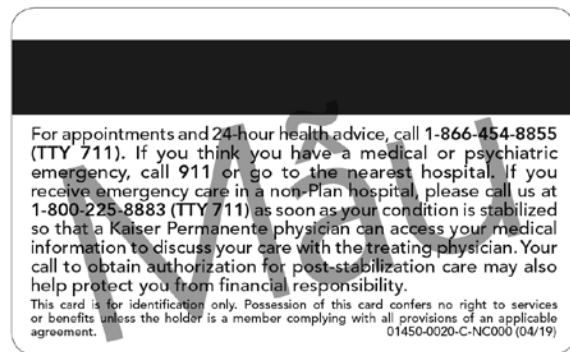 For appointments and 24-hour health advice, call 1-866-454-8855
(TTY 711). If you think you have a medical or psychiatric
emergency, call 911 or go to the nearest hospital. If you
receive emergency care in a non-Plan hospital, please call us at
1-800-225-8883 (TTY 711) as soon as your condition is stabilized
so that a Kaiser Permanente physician can access your medical
information to discuss your care with the treating physician. Your
call to obtain authorization for post-stabilization care may also
help protect you from financial responsibility.
This card is for identification only. Possession of this card confers no right to services
or benefits unless the holder is a member complying with all provisions of an applicable
agreement. 01450-0020-C-NC000 (04/19)
Mẫu